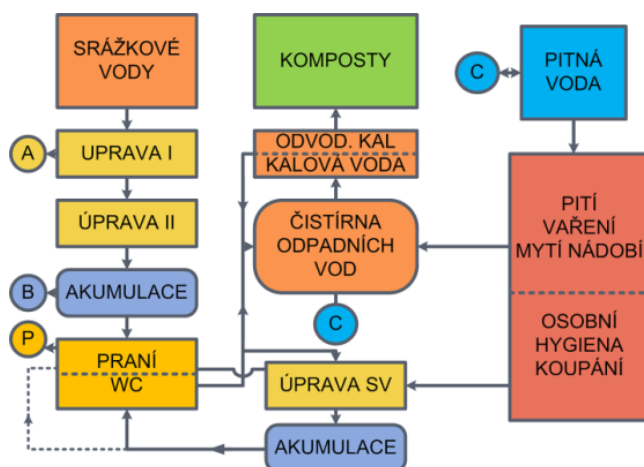 SRÁŽKOVÉ
VODY
KOMPOSTY
C
PITNÁ
VODA
A
UPRAVA I
ODVOD. KAL
KALOVÁ VODA
PITÍ
VAŘENÍ
MYTÍ NÁDOBÍ
ÚPRAVA II
ČISTÍRNA
ODPADNÍCH
VOD
B
AKUMULACE
C
P
PRANÍ
WC
OSOBNÍ
HYGIENA
KOUPÁNÍ
ÚPRAVA SV
AKUMULACE